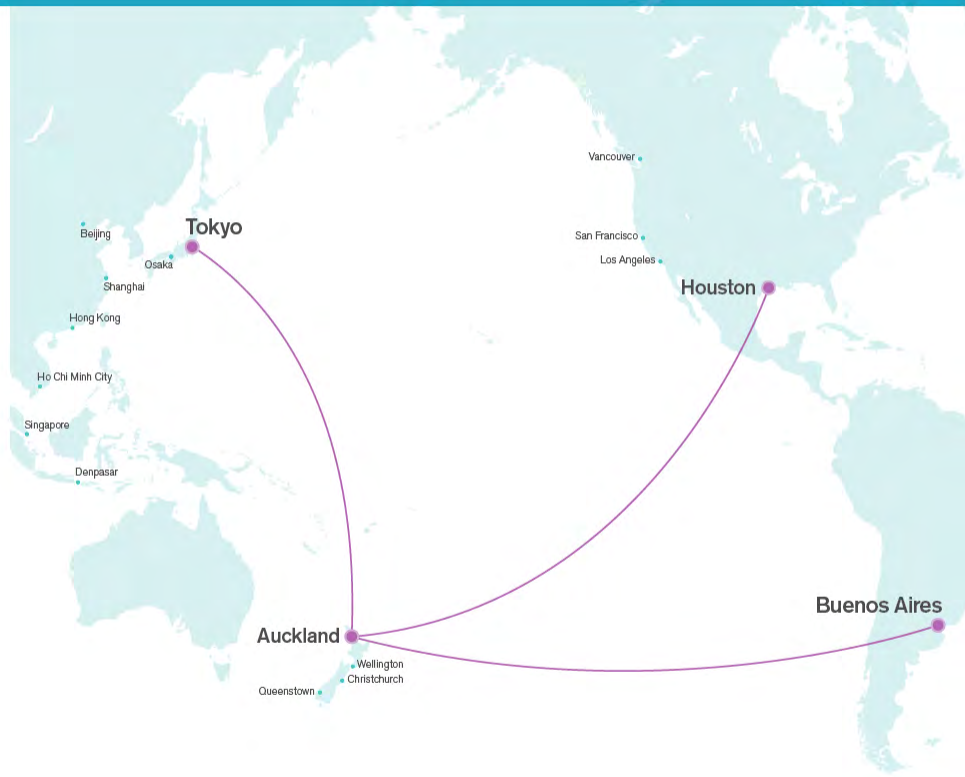 Vancouver
Beijing
Tokyo
San Francisco
Osaka
Los Angeles
Shanghai
Houston
Hong Kong
Ho Chi Minh City
Singapore
Denpasar
Buenos Aires
Auckland
Wellington
Christchurch
Queenstown